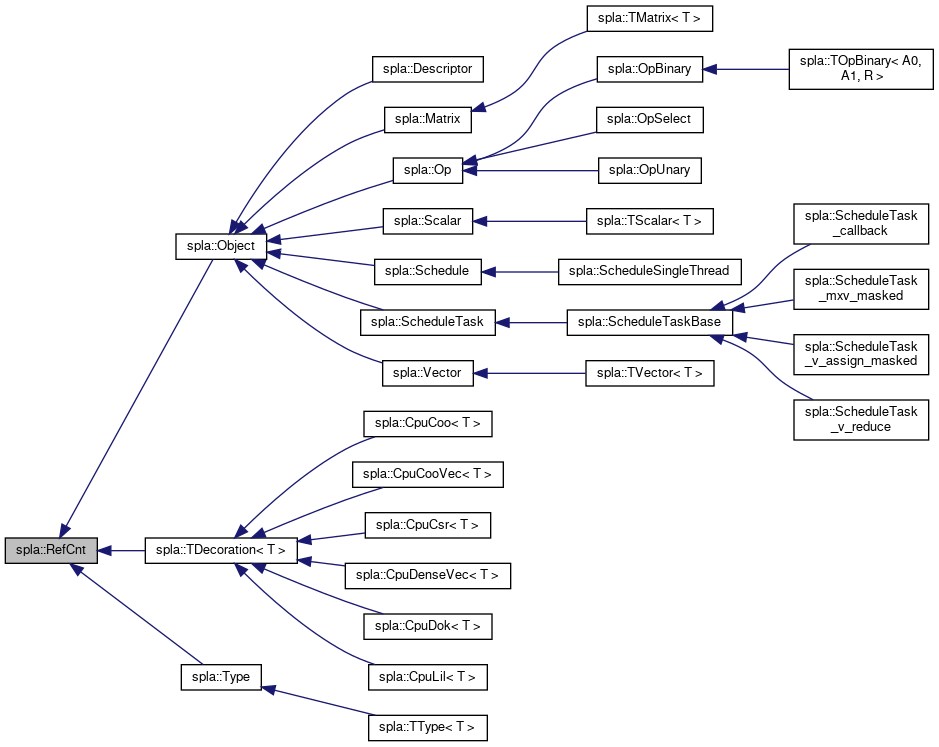 spla::TMatrix< T >
spla::Descriptor
spla::OpBinary
spla::TOpBinary< A0,
A1, R >
spla::Matrix
spla::OpSelect
spla::Op
spla::OpUnary
spla::Scalar
spla::TScalar< T >
spla::ScheduleTask
_callback
spla::Object
spla::Schedule
spla::ScheduleSingleThread
spla::ScheduleTask
_mxv_masked
spla::ScheduleTask
spla::ScheduleTaskBase
spla::ScheduleTask
_v_assign_masked
spla::Vector
spla::TVector< T >
spla::ScheduleTask
_v_reduce
spla::CpuCoo< T >
spla::CpuCooVec< T >
spla::CpuCsr< T >
spla::RefCnt
spla::TDecoration< T >
spla::CpuDenseVec< T >
spla::CpuDok< T >
spla::Type
spla::CpuLil< T >
spla::TType< T >